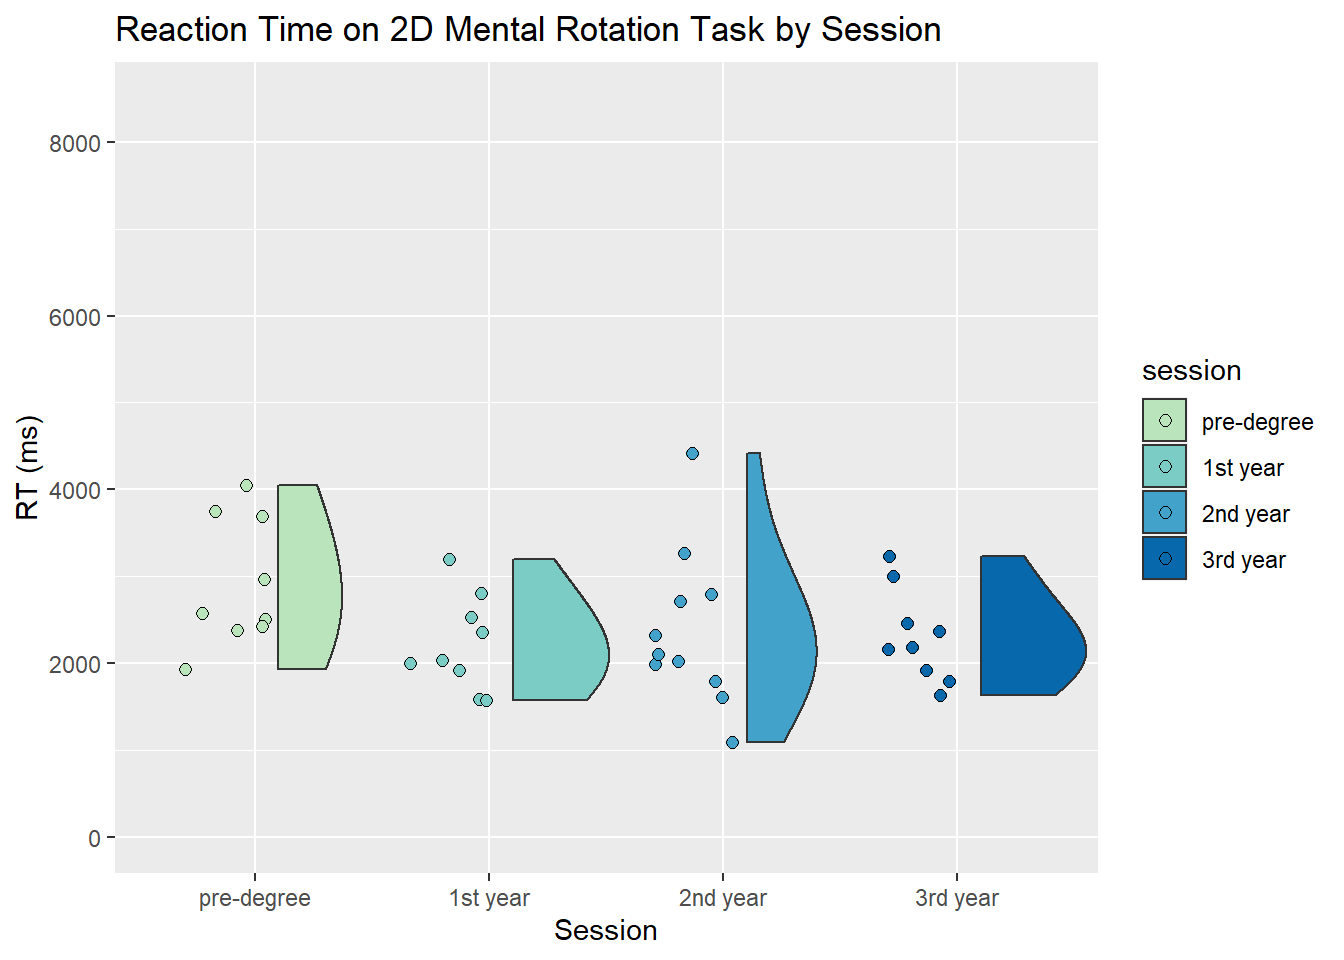 Reaction Time on 2D Mental Rotation Task by Session
8000
6000
4000
2000
0
RT (ms)
pre-degree
1st year
2nd year
3rd year
Session
session
pre-degree
1st year
2nd year
3rd year